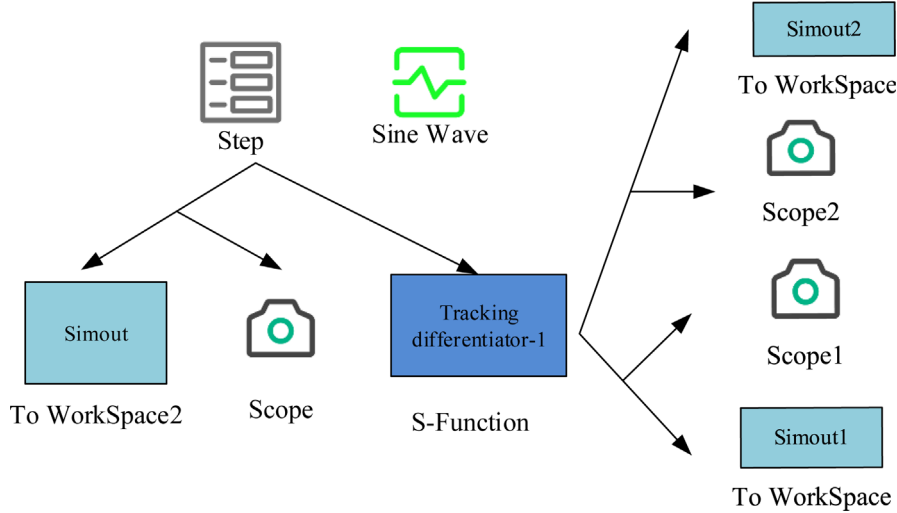 Simout2
To WorkSpace
Step
Sine Wave
Scope2
Simout
Tracking
differentiator-1
Scope1
To WorkSpace2
Scope
S-Function
Simout1
To WorkSpace